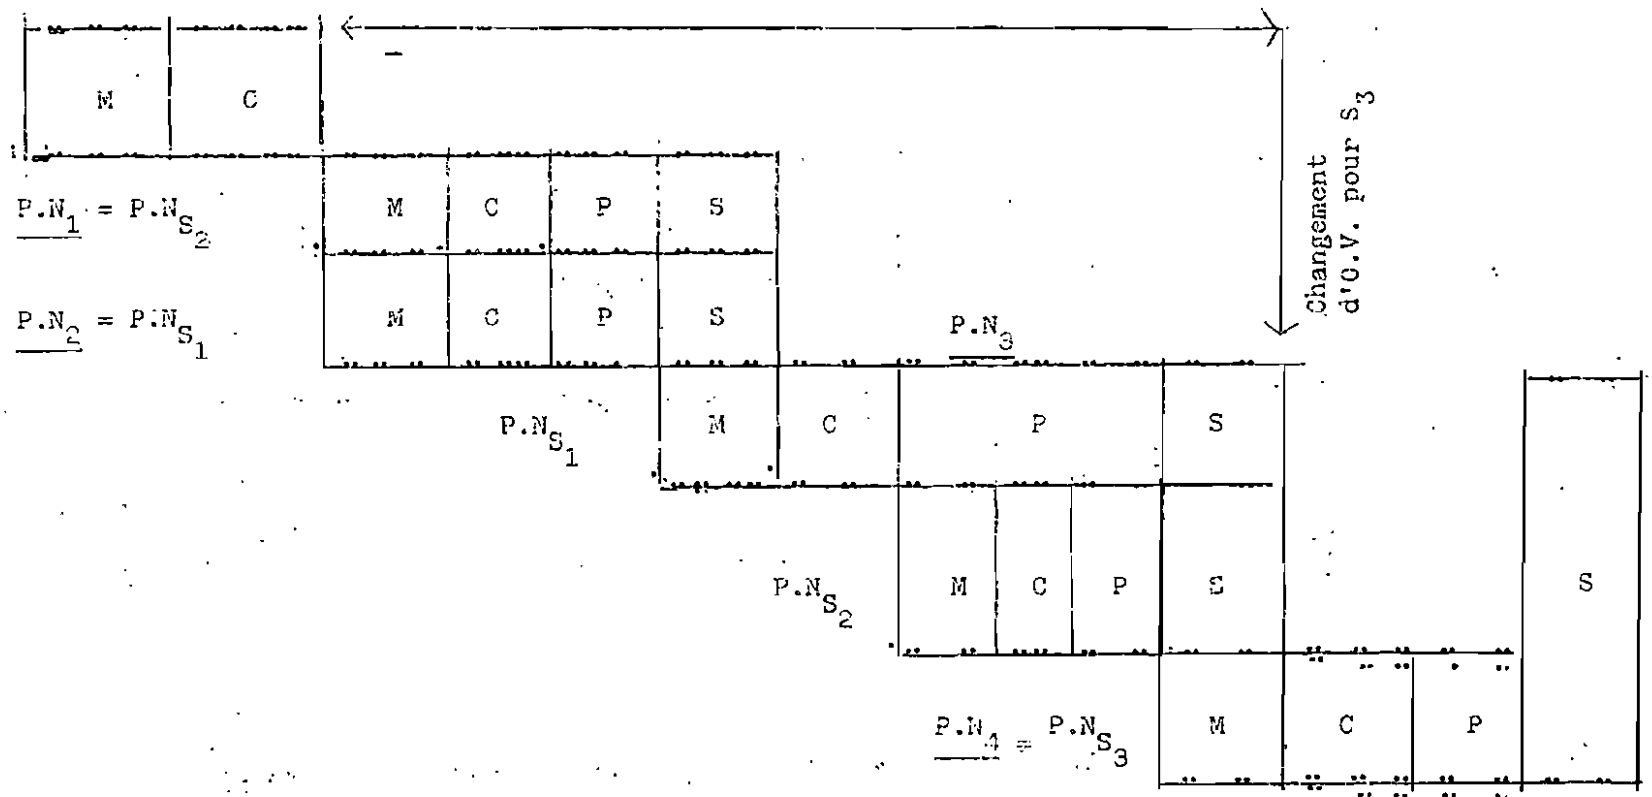 M C
P.N1 = P.NS2 M C P S
P.N2 = P.NS1 M C P S
Changement
d'O.V. pour S3
P.N3
P.NS1 M C P S
P.NS2 M C P S
S
P.N4 = P.NS3 M C P